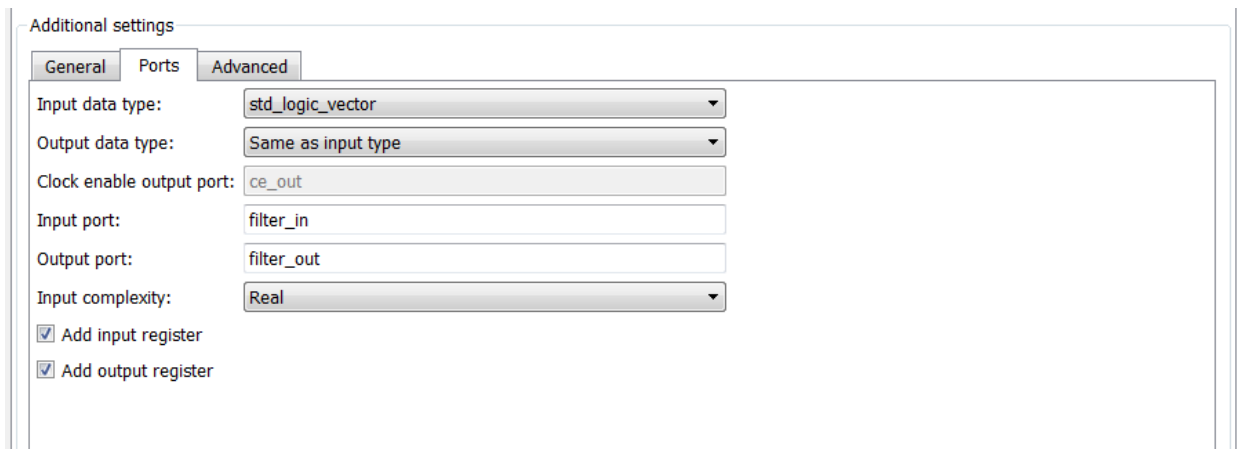 Additional settings
General Ports Advanced
Input data type: std_logic_vector
Output data type: Same as input type
Clock enable output port: ce_out
Input port: filter_in
Output port: filter_out
Input complexity: Real
Add input register
Add output register